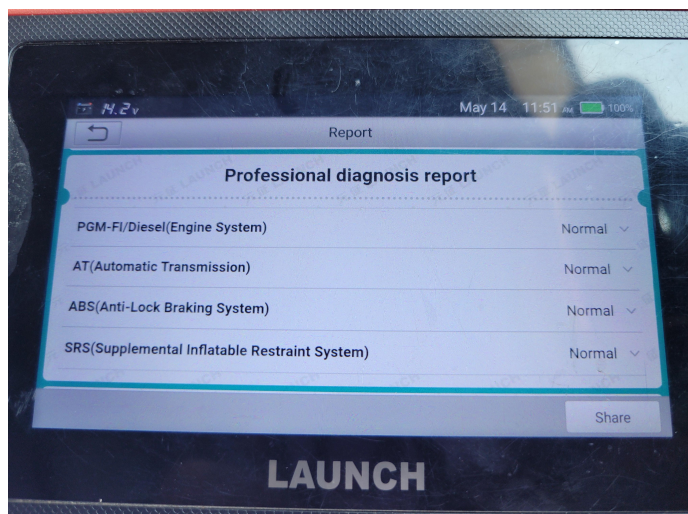 14.2v May 14 11:51 AM 100%
Report
Professional diagnosis report
PGM-FI/Diesel(Engine System) Normal
AT(Automatic Transmission) Normal
ABS(Anti-Lock Braking System) Normal
SRS(Supplemental Inflatable Restraint System) Normal
Share
LAUNCH